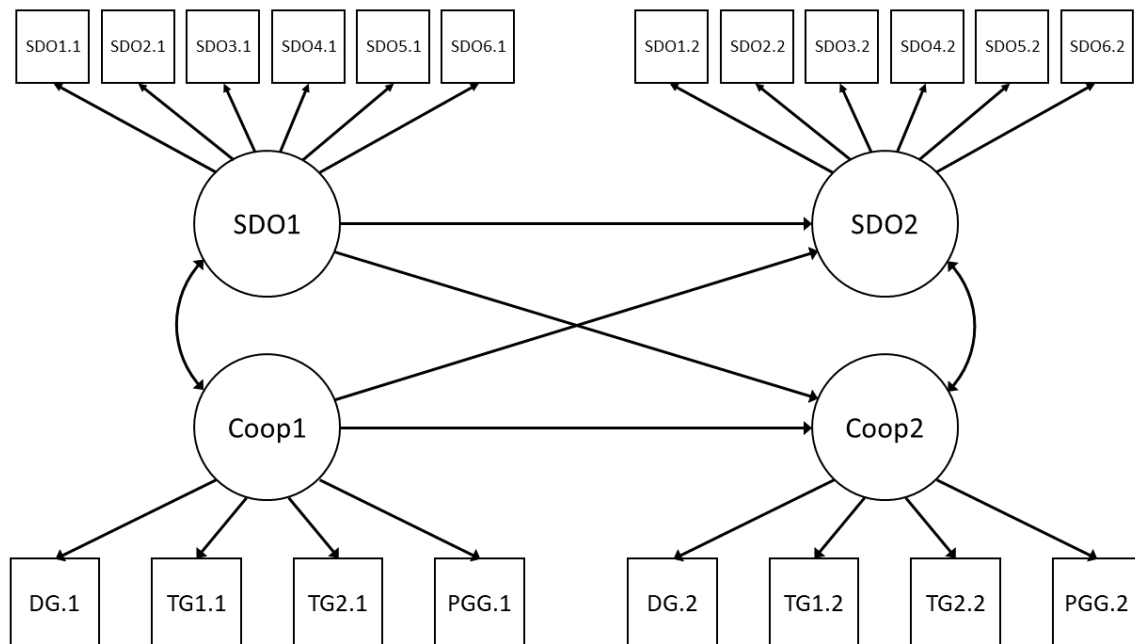 SDO1.1 SDO2.1 SDO3.1 SDO4.1 SDO5.1 SDO6.1 SDO1.2 SDO2.2 SDO3.2 SDO4.2 SDO5.2 SDO6.2
SDO1 SDO2
Coop1 Coop2
DG.1 TG1.1 TG2.1 PGG.1 DG.2 TG1.2 TG2.2 PGG.2